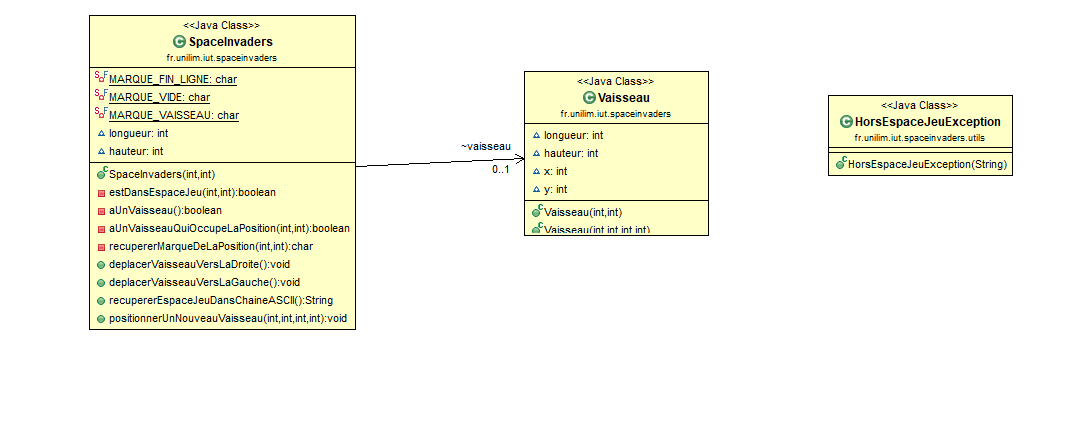 <<Java Class>>
SpaceInvaders
fr.unilim.iut.spaceinvaders
MARQUE_FIN_LIGNE: char
MARQUE_VIDE: char
MARQUE_VAISSEAU: char
longueur: int
hauteur: int
SpaceInvaders(int,int)
estDansEspaceJeu(int,int):boolean
aUnVaisseau():boolean
aUnVaisseauQuiOccupeLaPosition(int,int):boolean
recupererMarqueDeLaPosition(int,int):char
deplacerVaisseauVersLaDroite():void
deplacerVaisseauVersLaGauche():void
recupererEspaceJeuDansChaineASCII():String
positionnerUnNouveauVaisseau(int,int,int,int):void
~vaisseau
0..1
<<Java Class>>
Vaisseau
fr.unilim.iut.spaceinvaders
longueur: int
hauteur: int
x: int
y: int
Vaisseau(int,int)
Vaisseau(int,int,int,int)
<<Java Class>>
HorsEspaceJeuException
fr.unilim.iut.spaceinvaders.utils
HorsEspaceJeuException(String)